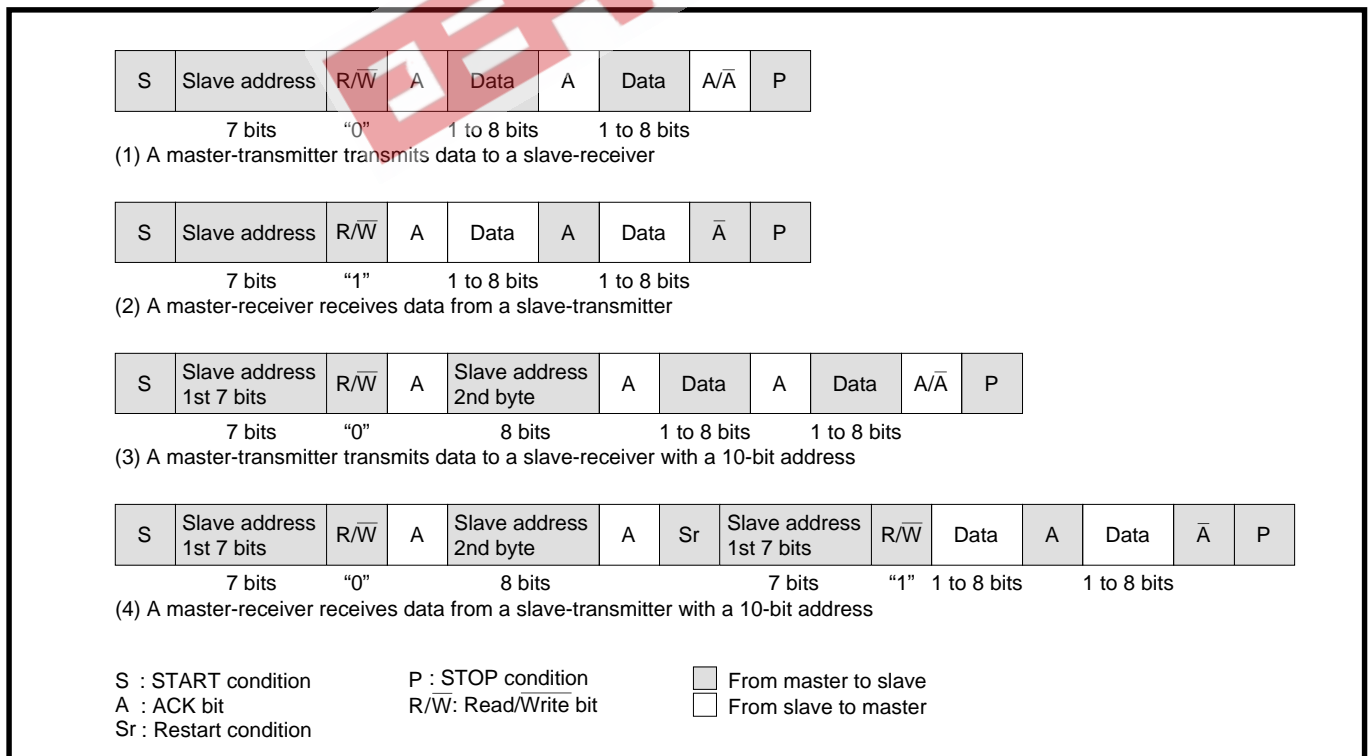 S Slave address R/W̅ A Data A Data A/A̅ P
7 bits “0” 1 to 8 bits 1 to 8 bits
(1) A master-transmitter transmits data to a slave-receiver
S Slave address R/W̅ A Data A Data A̅ P
7 bits “1” 1 to 8 bits 1 to 8 bits
(2) A master-receiver receives data from a slave-transmitter
S Slave address 1st 7 bits R/W̅ A Slave address 2nd byte A Data A Data A/A̅ P
7 bits “0” 8 bits 1 to 8 bits 1 to 8 bits
(3) A master-transmitter transmits data to a slave-receiver with a 10-bit address
S Slave address 1st 7 bits R/W̅ A Slave address 2nd byte A Sr Slave address 1st 7 bits R/W̅ Data A Data A̅ P
7 bits “0” 8 bits 7 bits “1” 1 to 8 bits 1 to 8 bits
(4) A master-receiver receives data from a slave-transmitter with a 10-bit address
S : START condition P : STOP condition From master to slave
A : ACK bit R/W̅: Read/W̅r̅i̅t̅e̅ bit From slave to master
Sr : Restart condition